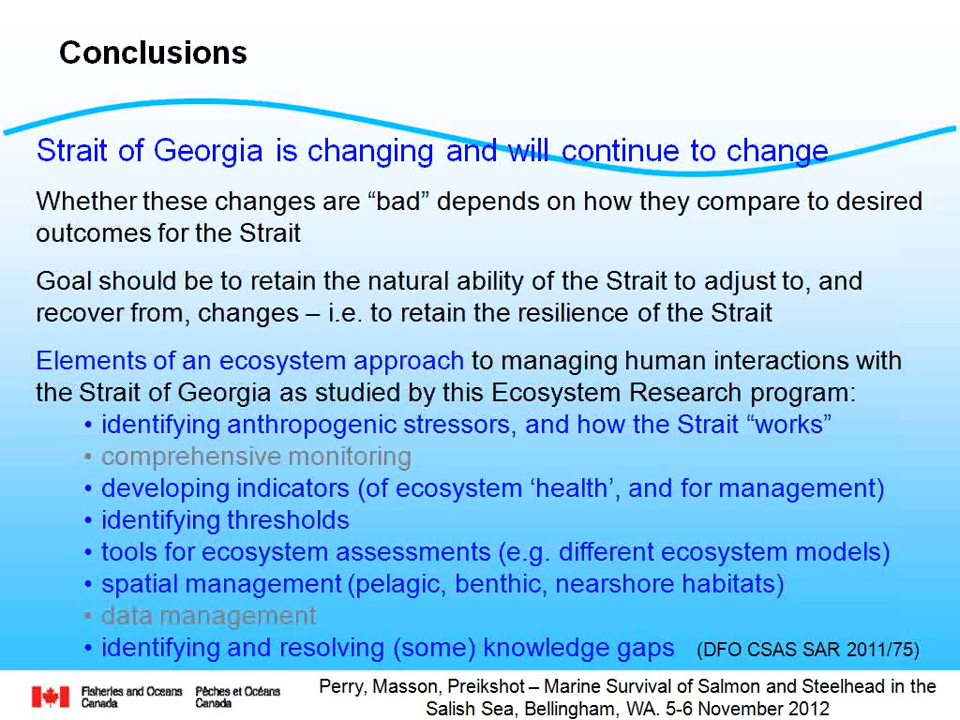 Conclusions
Strait of Georgia is changing and will continue to change
Whether these changes are “bad” depends on how they compare to desired
outcomes for the Strait
Goal should be to retain the natural ability of the Strait to adjust to, and
recover from, changes – i.e. to retain the resilience of the Strait
Elements of an ecosystem approach to managing human interactions with
the Strait of Georgia as studied by this Ecosystem Research program:
• identifying anthropogenic stressors, and how the Strait “works”
• comprehensive monitoring
• developing indicators (of ecosystem ‘health’, and for management)
• identifying thresholds
• tools for ecosystem assessments (e.g. different ecosystem models)
• spatial management (pelagic, benthic, nearshore habitats)
• data management
• identifying and resolving (some) knowledge gaps (DFO CSAS SAR 2011/75)
Fisheries and Oceans Pêches et Océans
Canada Canada
Perry, Masson, Preikshot – Marine Survival of Salmon and Steelhead in the
Salish Sea, Bellingham, WA. 5-6 November 2012